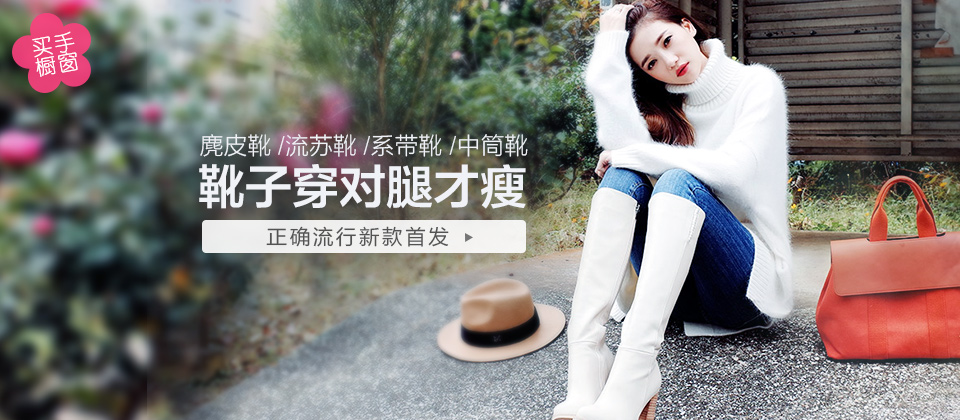 买手
橱窗
麂皮靴 /流苏靴 /系带靴 /中筒靴
靴子穿对腿才瘦
正确流行新款首发